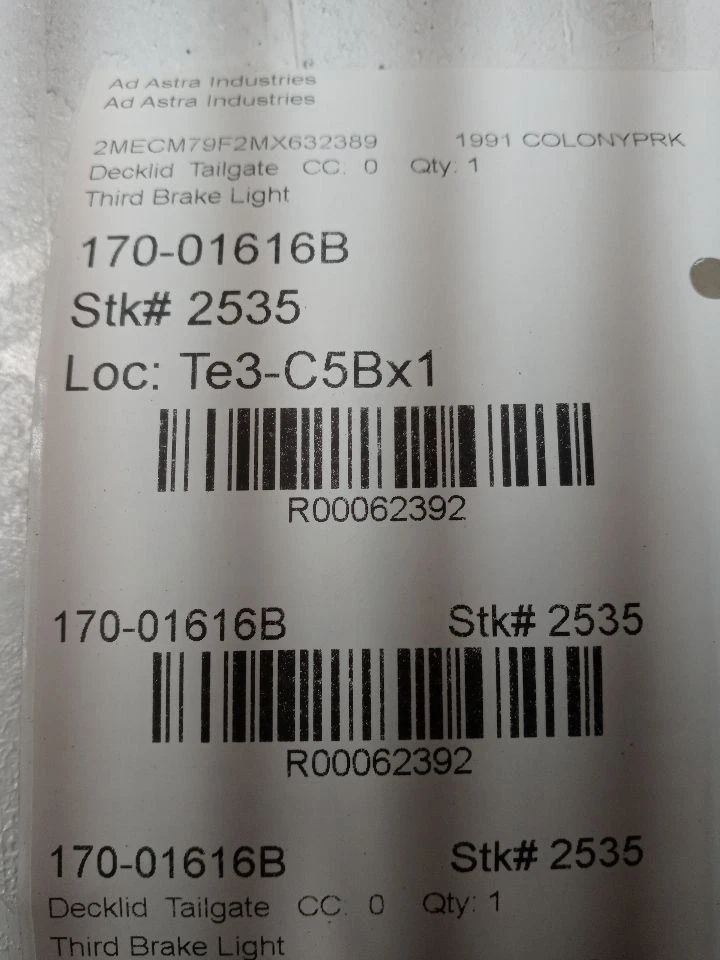 Ad Astra Industries
Ad Astra Industries
2MECM79F2MX632389 1991 COLONYPRK
Decklid Tailgate CC: 0 Qty: 1
Third Brake Light
170-01616B
Stk# 2535
Loc: Te3-C5Bx1
R00062392
170-01616B Stk# 2535
R00062392
170-01616B Stk# 2535
Decklid Tailgate CC: 0 Qty: 1
Third Brake Light